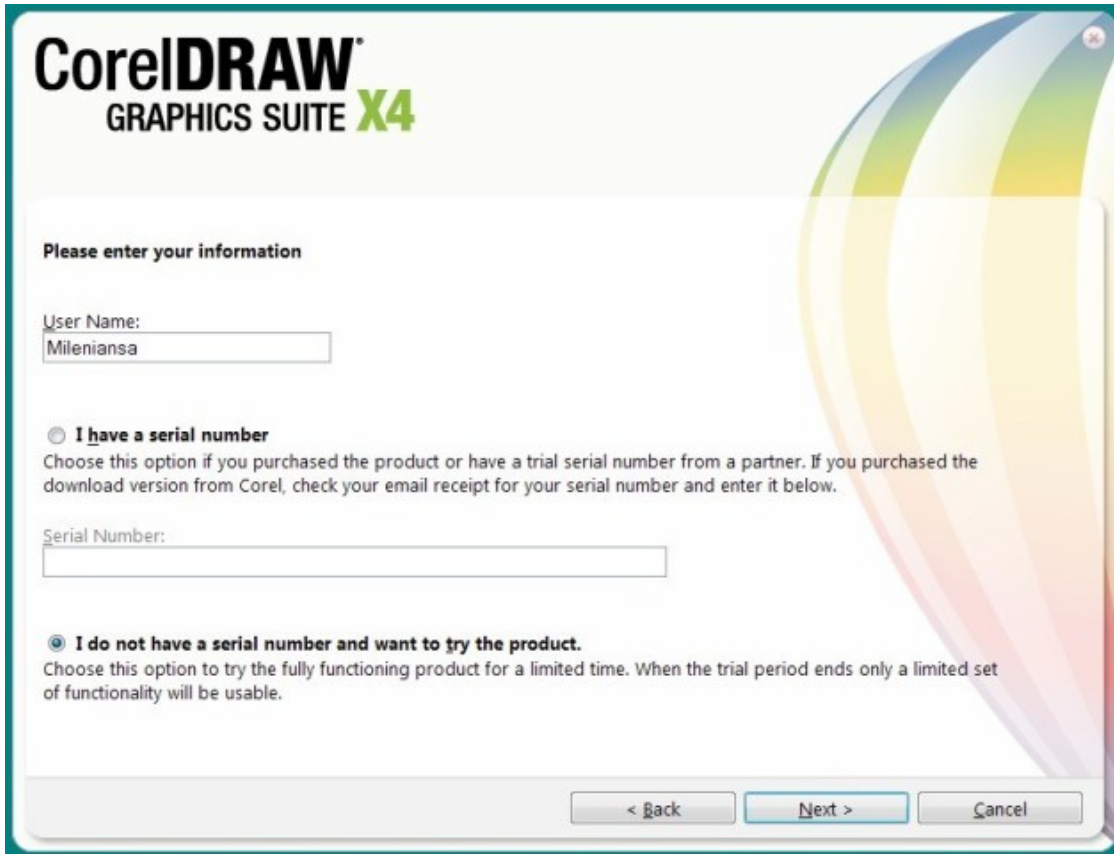 CorelDRAW®
GRAPHICS SUITE X4
Please enter your information
User Name:
Mileniansa
I have a serial number
Choose this option if you purchased the product or have a trial serial number from a partner. If you purchased the
download version from Corel, check your email receipt for your serial number and enter it below.
Serial Number:
I do not have a serial number and want to try the product.
Choose this option to try the fully functioning product for a limited time. When the trial period ends only a limited set
of functionality will be usable.
< Back Next > Cancel